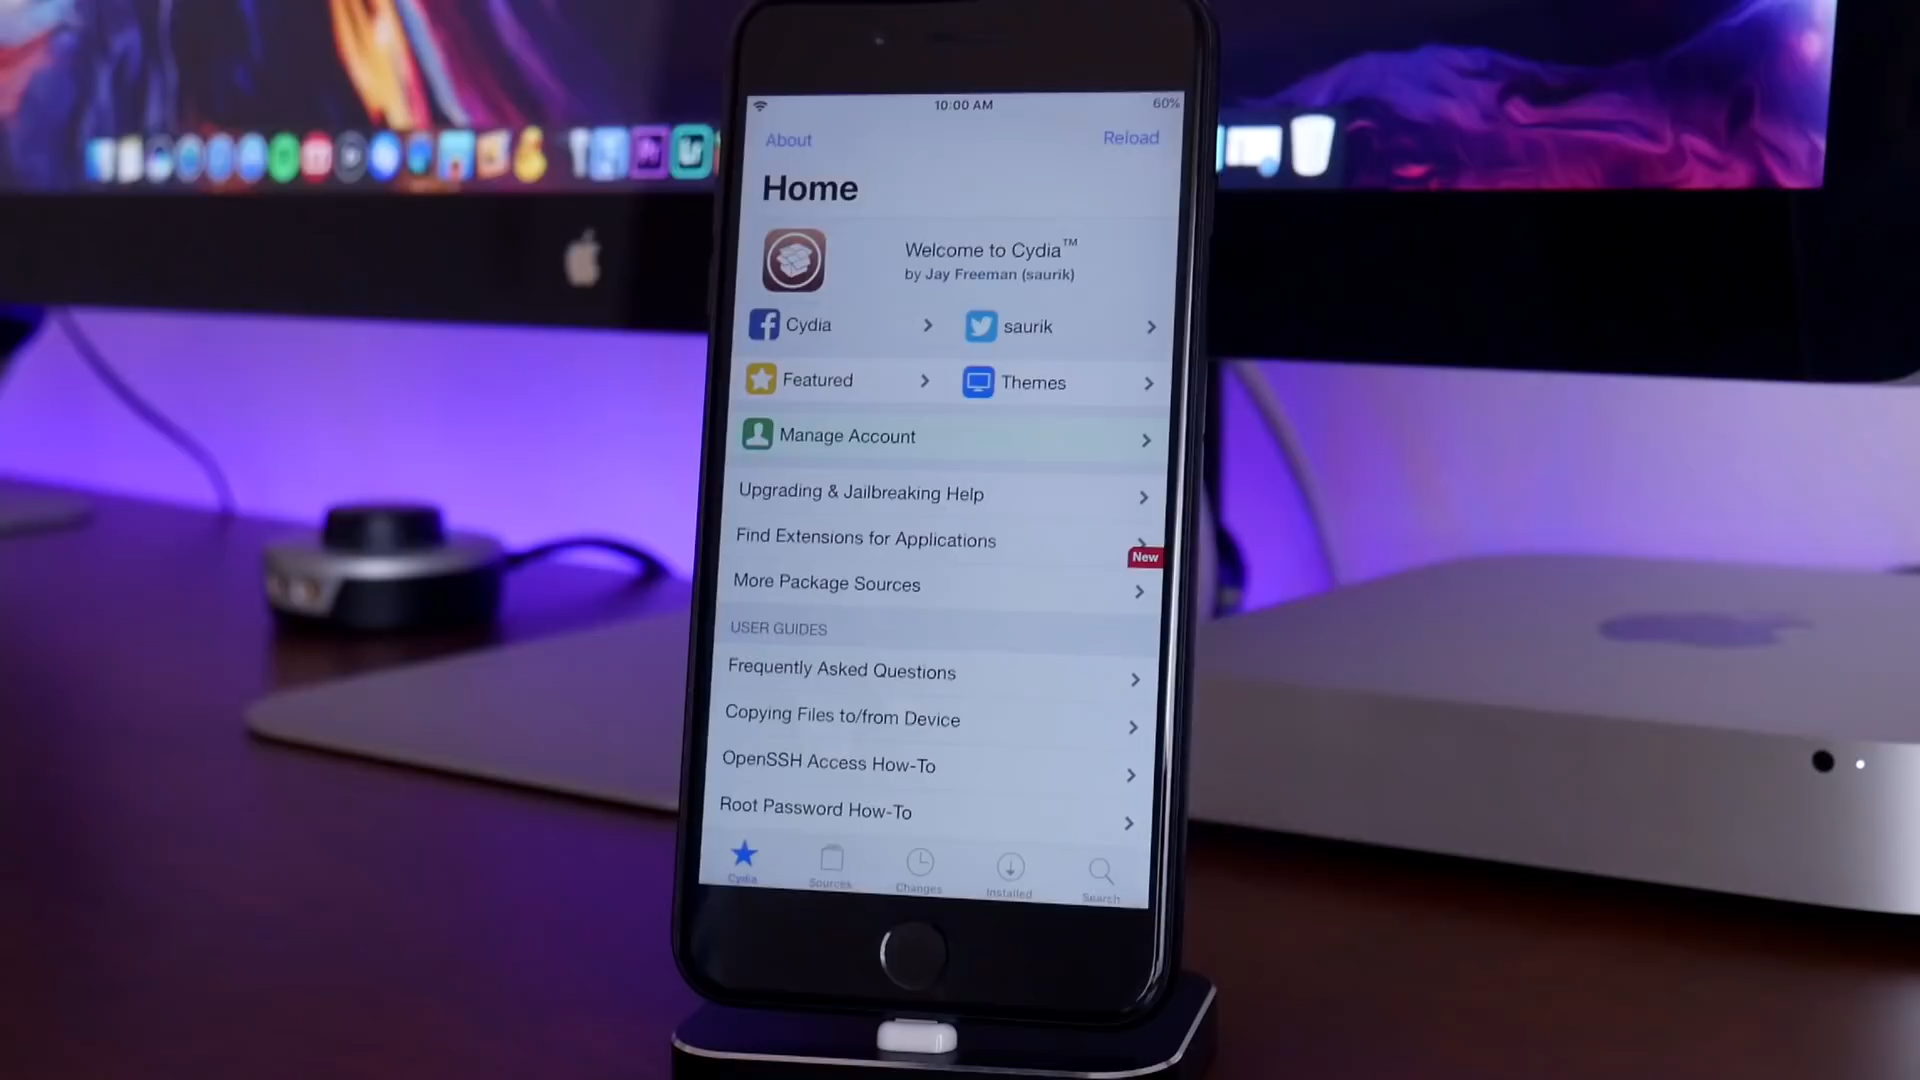 10:00 AM
60%
About
Reload
Home
Welcome to Cydia™
by Jay Freeman (saurik)
Cydia
saurik
Featured
Themes
Manage Account
Upgrading & Jailbreaking Help
Find Extensions for Applications
New
More Package Sources
USER GUIDES
Frequently Asked Questions
Copying Files to/from Device
OpenSSH Access How-To
Root Password How-To
Cydia
Sources
Changes
Installed
Search